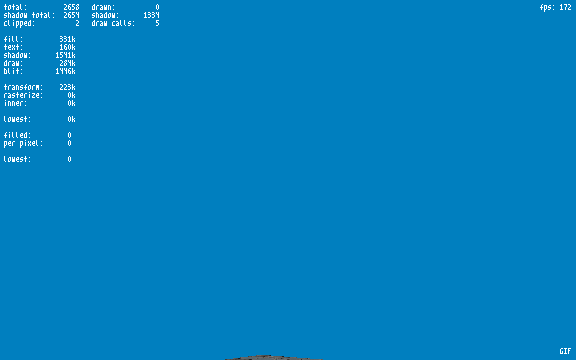 total: 2658 drawn: 0
shadow total: 2654 shadow: 1334
clipped: 2 draw calls: 5
fps: 172
fill: 331k
text: 160k
shadow: 1541k
draw: 284k
blit: 1446k
transform: 223k
rasterize: 0k
inner: 0k
lowest: 0k
filled: 0
per pixel: 0
lowest: 0
GIF